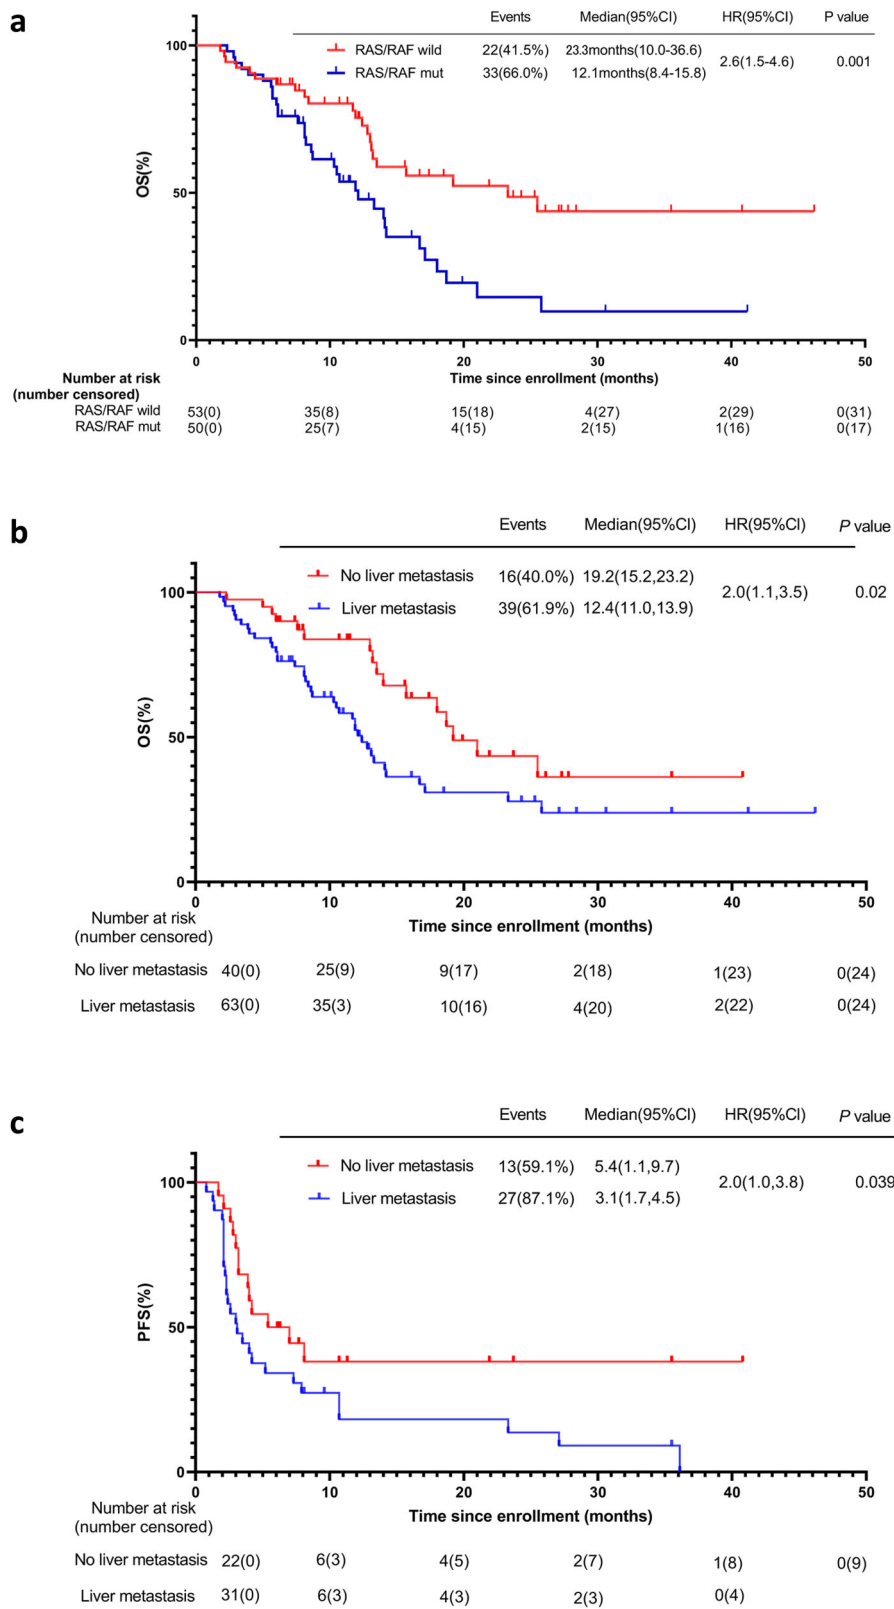 a
Events Median(95%CI) HR(95%CI) P value
RAS/RAF wild 22(41.5%) 23.3months(10.0-36.6) 2.6(1.5-4.6) 0.001
RAS/RAF mut 33(66.0%) 12.1months(8.4-15.8)
100
50
0
OS(%)
0 10 20 30 40 50
Number at risk Time since enrollment (months)
(number censored)
RAS/RAF wild 53(0) 35(8) 15(18) 4(27) 2(29) 0(31)
RAS/RAF mut 50(0) 25(7) 4(15) 2(15) 1(16) 0(17)
b
Events Median(95%CI) HR(95%CI) P value
No liver metastasis 16(40.0%) 19.2(15.2,23.2) 2.0(1.1,3.5) 0.02
Liver metastasis 39(61.9%) 12.4(11.0,13.9)
100
50
0
OS(%)
0 10 20 30 40 50
Number at risk Time since enrollment (months)
(number censored)
No liver metastasis 40(0) 25(9) 9(17) 2(18) 1(23) 0(24)
Liver metastasis 63(0) 35(3) 10(16) 4(20) 2(22) 0(24)
c
Events Median(95%CI) HR(95%CI) P value
No liver metastasis 13(59.1%) 5.4(1.1,9.7) 2.0(1.0,3.8) 0.039
Liver metastasis 27(87.1%) 3.1(1.7,4.5)
100
50
0
PFS(%)
0 10 20 30 40 50
Number at risk Time since enrollment (months)
(number censored)
No liver metastasis 22(0) 6(3) 4(5) 2(7) 1(8) 0(9)
Liver metastasis 31(0) 6(3) 4(3) 2(3) 0(4)